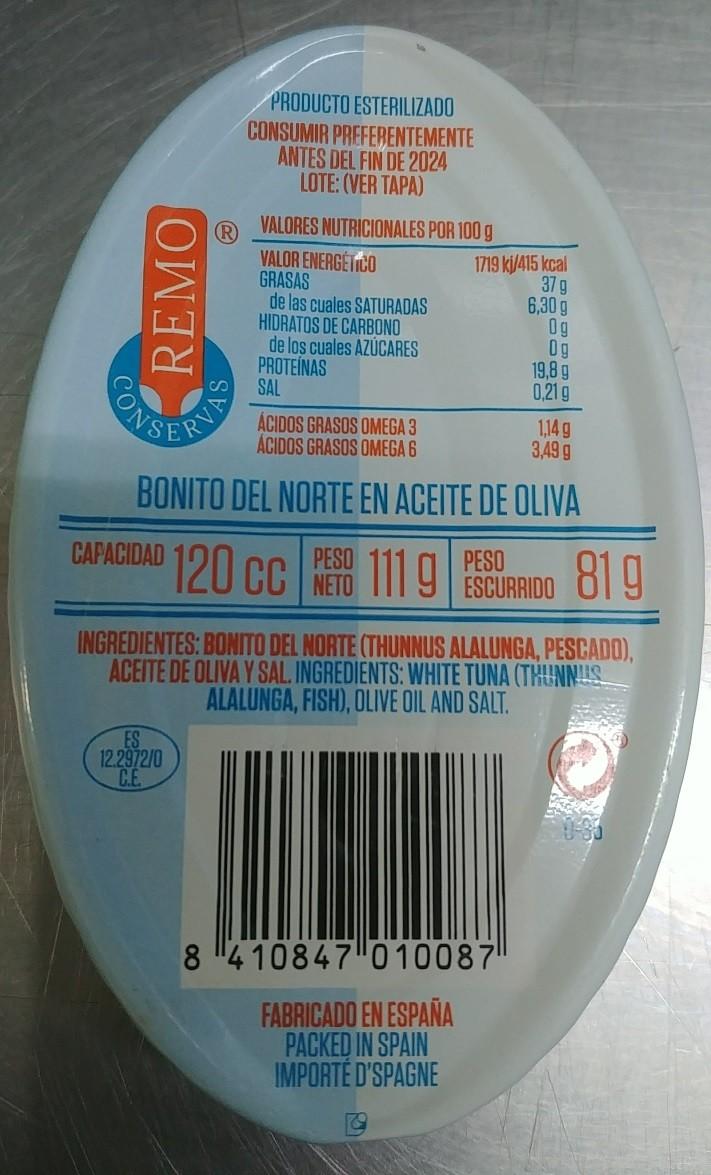 PRODUCTO ESTERILIZADO
CONSUMIR PREFERENTEMENTE
ANTES DEL FIN DE 2024
LOTE: (VER TAPA)
REMO ®
CONSERVAS
VALORES NUTRICIONALES POR 100 g
VALOR ENERGÉTICO 1719 kj/415 kcal
GRASAS 37 g
de las cuales SATURADAS 6,30 g
HIDRATOS DE CARBONO 0 g
de los cuales AZÚCARES 0 g
PROTEÍNAS 19,8 g
SAL 0,21 g
ÁCIDOS GRASOS OMEGA 3 1,14 g
ÁCIDOS GRASOS OMEGA 6 3,49 g
BONITO DEL NORTE EN ACEITE DE OLIVA
CAPACIDAD 120 cc PESO NETO 111 g PESO ESCURRIDO 81 g
INGREDIENTES: BONITO DEL NORTE (THUNNUS ALALUNGA, PESCADO),
ACEITE DE OLIVA Y SAL. INGREDIENTS: WHITE TUNA (THUNNUS
ALALUNGA, FISH), OLIVE OIL AND SALT.
ES
12.2972/0
C.E.
8 410847 010087
FABRICADO EN ESPAÑA
PACKED IN SPAIN
IMPORTÉ D'SPAGNE